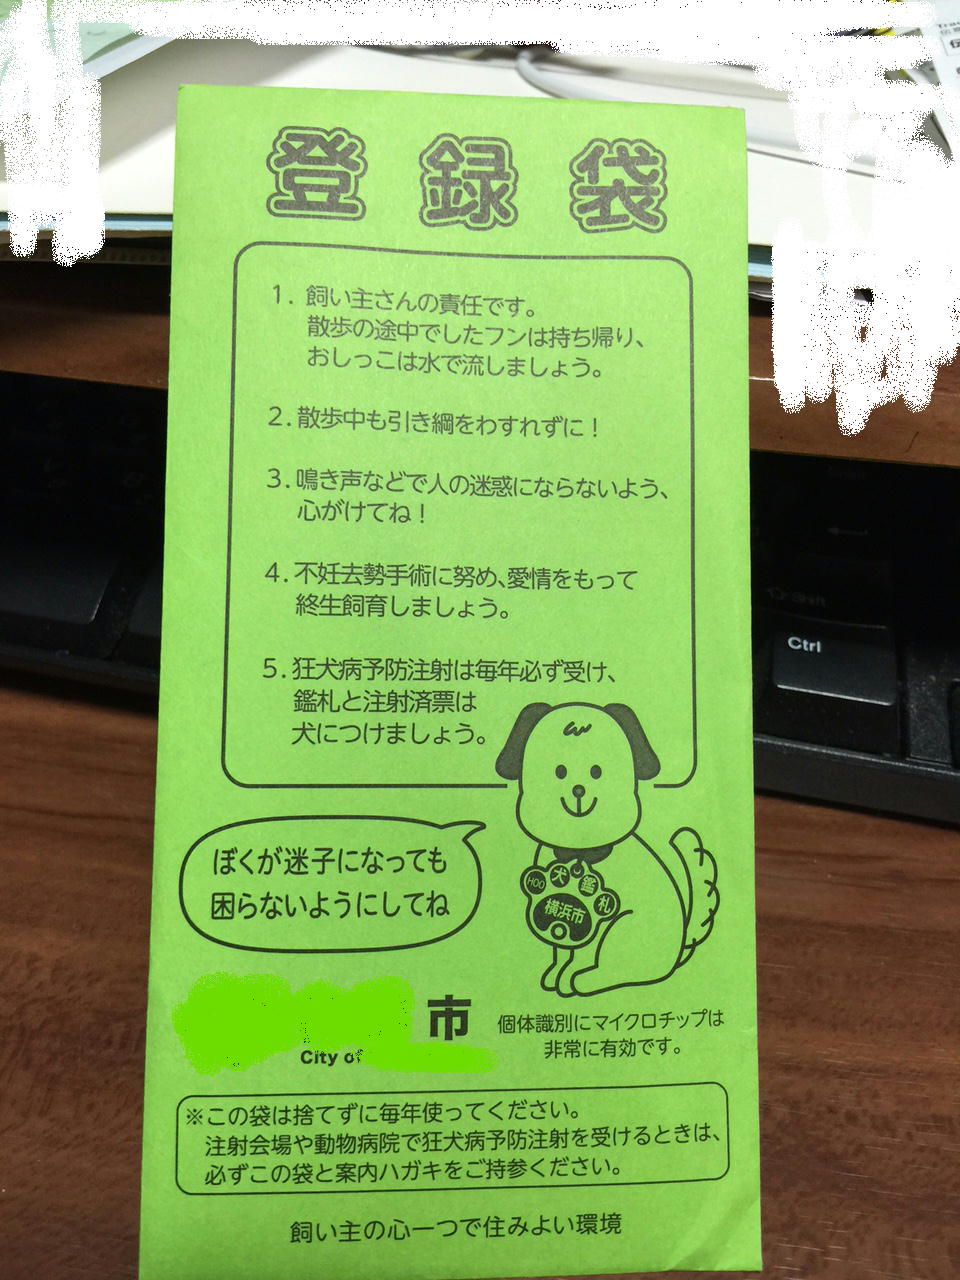 登録袋
1. 飼い主さんの責任です。
散歩の途中でしたフンは持ち帰り、
おしっこは水で流しましょう。
2. 散歩中も引き綱をわすれずに！
3. 鳴き声などで人の迷惑にならないよう、
心がけてね！
4. 不妊去勢手術に努め、愛情をもって
終生飼育しましょう。
5. 狂犬病予防注射は毎年必ず受け、
鑑札と注射済票は
犬につけましょう。
ぼくが迷子になっても
困らないようにしてね
H00 犬 鑑 札
横浜市
市
City of
個体識別にマイクロチップは
非常に有効です。
※この袋は捨てずに毎年使ってください。
注射会場や動物病院で狂犬病予防注射を受けるときは、
必ずこの袋と案内ハガキをご持参ください。
飼い主の心一つで住みよい環境
Shift
Ctrl